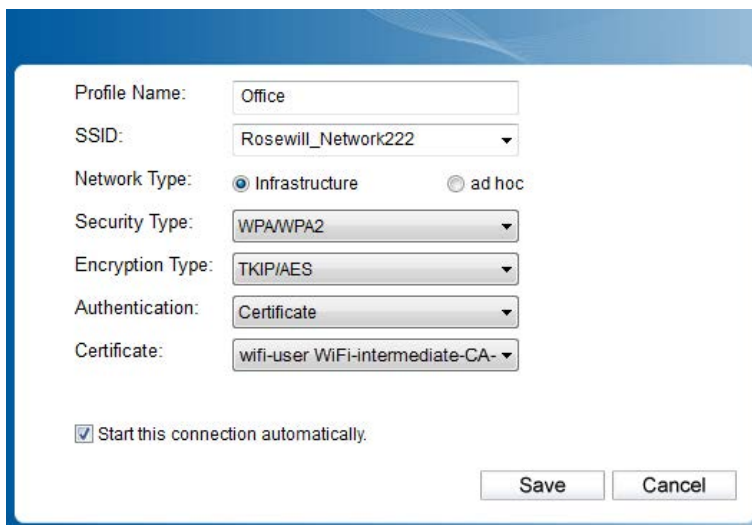 Profile Name: Office
SSID: Rosewill_Network222
Network Type: Infrastructure ad hoc
Security Type: WPA/WPA2
Encryption Type: TKIP/AES
Authentication: Certificate
Certificate: wifi-user WiFi-intermediate-CA-
Start this connection automatically.
Save Cancel